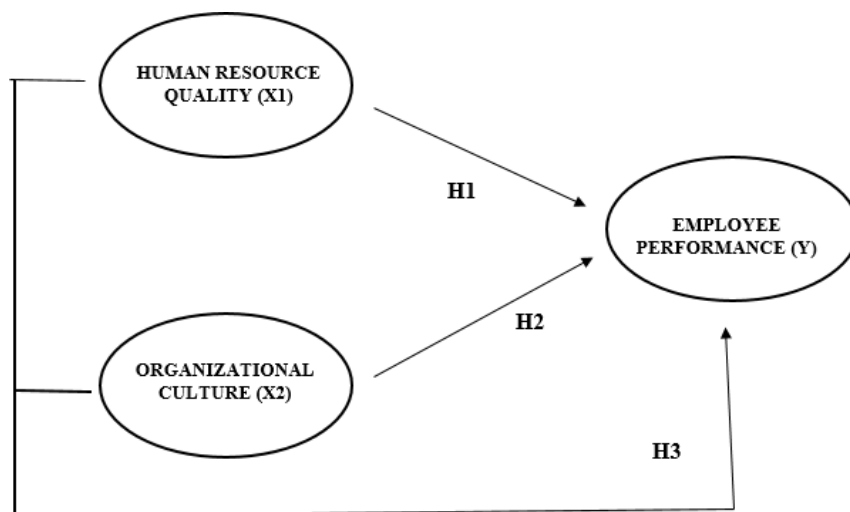 HUMAN RESOURCE
QUALITY (X1)
H1
EMPLOYEE
PERFORMANCE (Y)
H2
ORGANIZATIONAL
CULTURE (X2)
H3